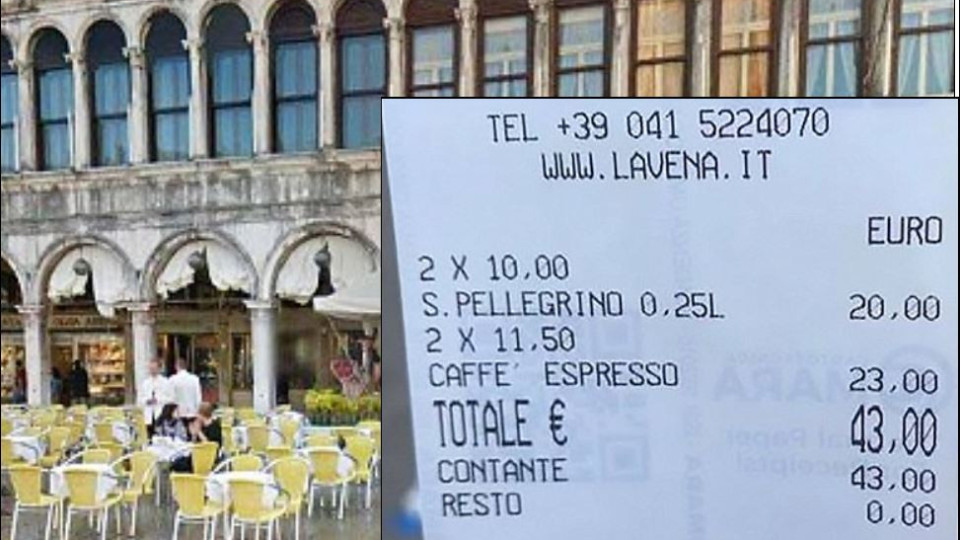 TEL +39 041 5224070
WWW.LAVENA.IT
EURO
2 X 10,00
S.PELLEGRINO 0,25L 20,00
2 X 11,50
CAFFE' ESPRESSO 23,00
TOTALE € 43,00
CONTANTE 43,00
RESTO 0,00